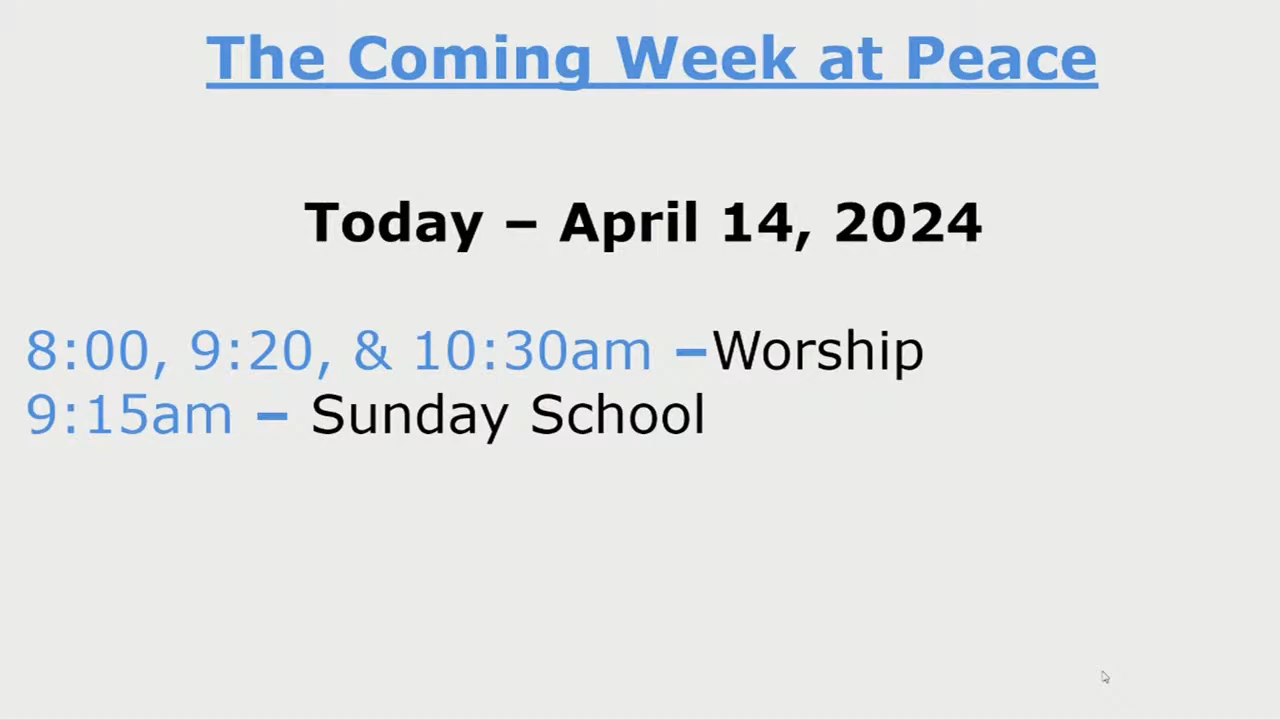 The Coming Week at Peace
Today – April 14, 2024
8:00, 9:20, & 10:30am –Worship
9:15am – Sunday School